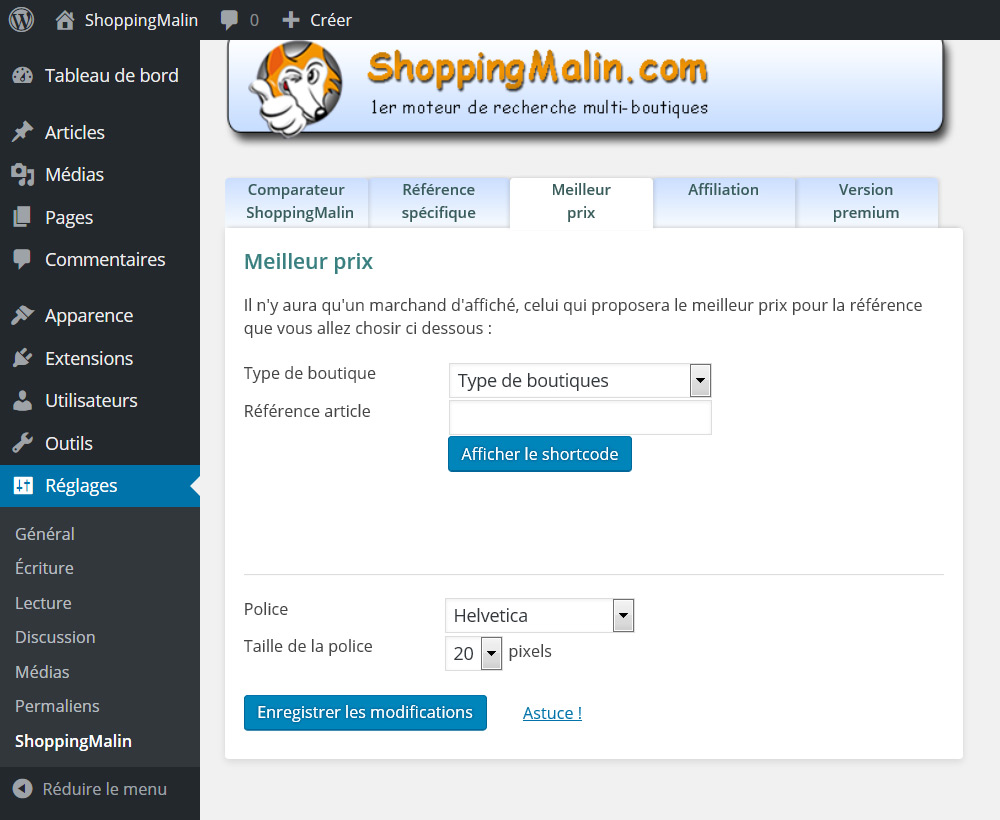 ShoppingMalin 0 Créer
Tableau de bord
Articles
Médias
Pages
Commentaires
Apparence
Extensions
Utilisateurs
Outils
Réglages
Général
Écriture
Lecture
Discussion
Médias
Permaliens
ShoppingMalin
Réduire le menu
ShoppingMalin.com
1er moteur de recherche multi-boutiques
Comparateur
ShoppingMalin
Référence
spécifique
Meilleur
prix
Affiliation
Version
premium
Meilleur prix
Il n'y aura qu'un marchand d'affiché, celui qui proposera le meilleur prix pour la référence
que vous allez chosir ci dessous :
Type de boutique
Type de boutiques
Référence article
Afficher le shortcode
Police
Helvetica
Taille de la police
20 pixels
Enregistrer les modifications
Astuce !